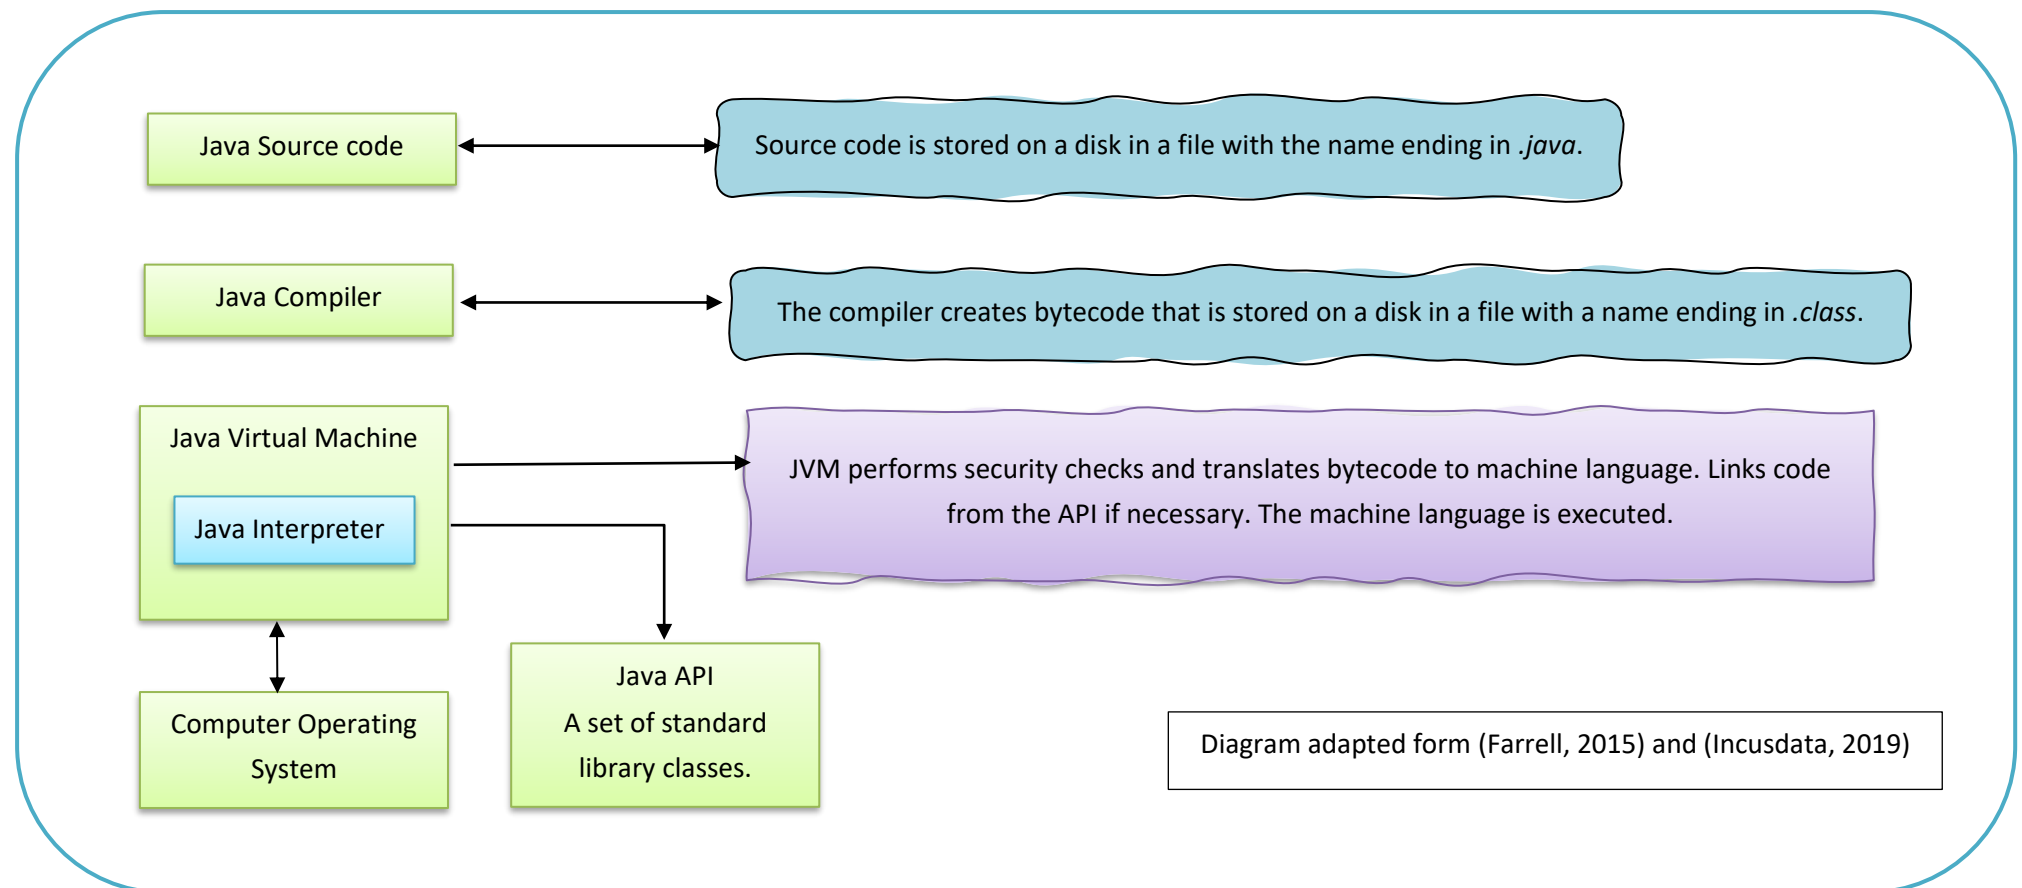 Java Source code
Source code is stored on a disk in a file with the name ending in .java.
Java Compiler
The compiler creates bytecode that is stored on a disk in a file with a name ending in .class.
Java Virtual Machine
Java Interpreter
JVM performs security checks and translates bytecode to machine language. Links code
from the API if necessary. The machine language is executed.
Computer Operating
System
Java API
A set of standard
library classes.
Diagram adapted form (Farrell, 2015) and (Incusdata, 2019)